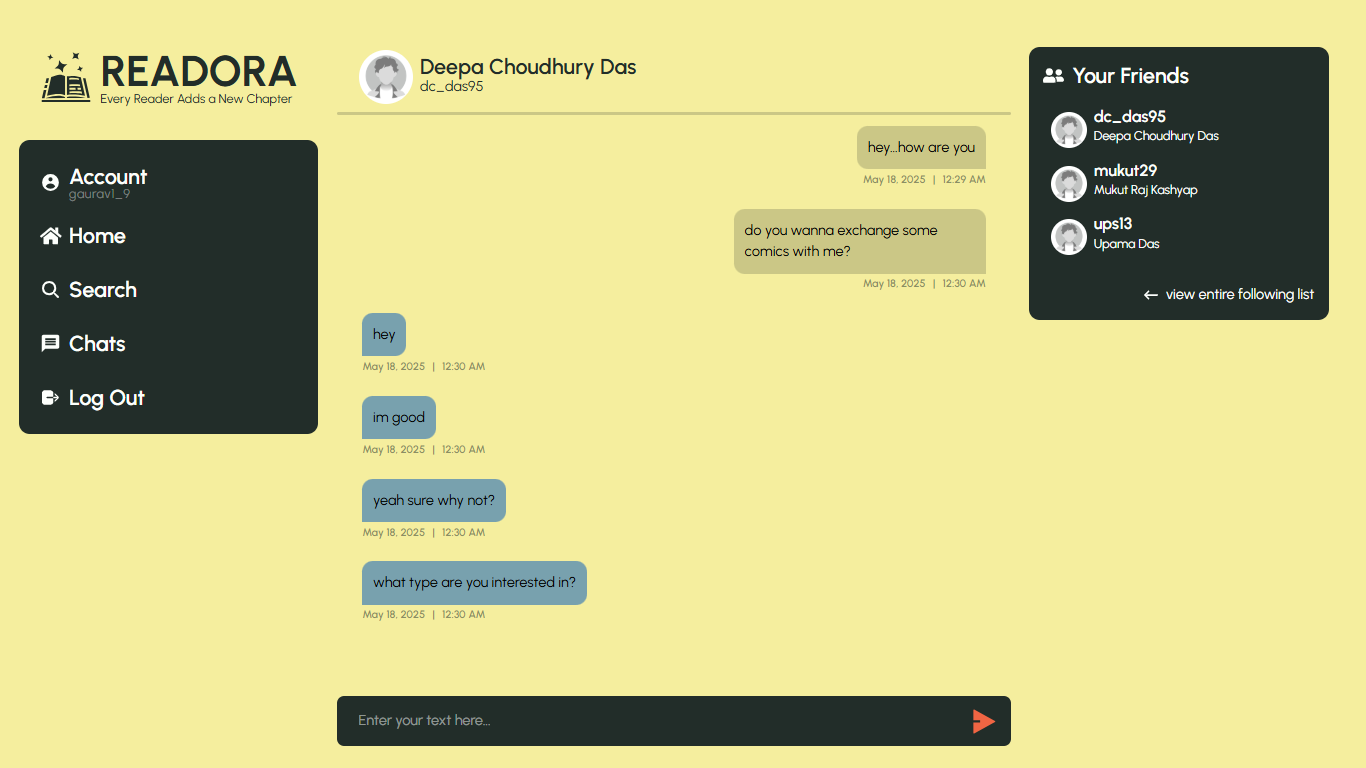 READORA
Every Reader Adds a New Chapter
Account
gaurav1_9
Home
Search
Chats
Log Out
Deepa Choudhury Das
dc_das95
hey...how are you
May 18, 2025 | 12:29 AM
do you wanna exchange some
comics with me?
May 18, 2025 | 12:30 AM
hey
May 18, 2025 | 12:30 AM
im good
May 18, 2025 | 12:30 AM
yeah sure why not?
May 18, 2025 | 12:30 AM
what type are you interested in?
May 18, 2025 | 12:30 AM
Enter your text here...
Your Friends
dc_das95
Deepa Choudhury Das
mukut29
Mukut Raj Kashyap
ups13
Upama Das
← view entire following list